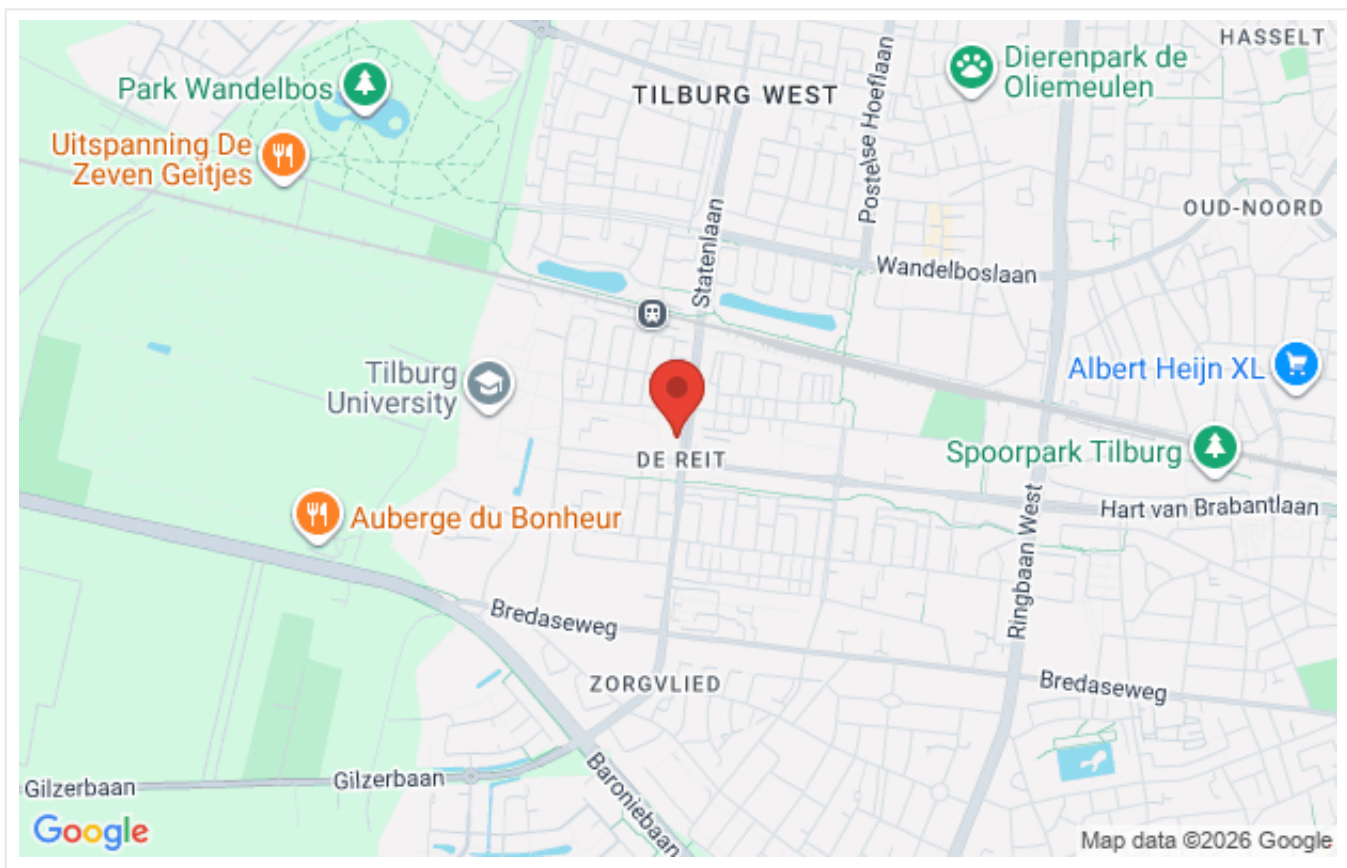 HASSELT
Dierenpark de
Oliemeulen
Park Wandelbos
TILBURG WEST
Postelse Hoeflaan
Uitspanning De
Zeven Geitjes
OUD-NOORD
Statenlaan
Wandelboslaan
Tilburg
University
Albert Heijn XL
DE REIT
Spoorpark Tilburg
Hart van Brabantlaan
Auberge du Bonheur
Ringbaan West
Bredaseweg
ZORGVLIED
Bredaseweg
Gilzerbaan
Gilzerbaan
Baroniebaan
Google
Map data ©2026 Google